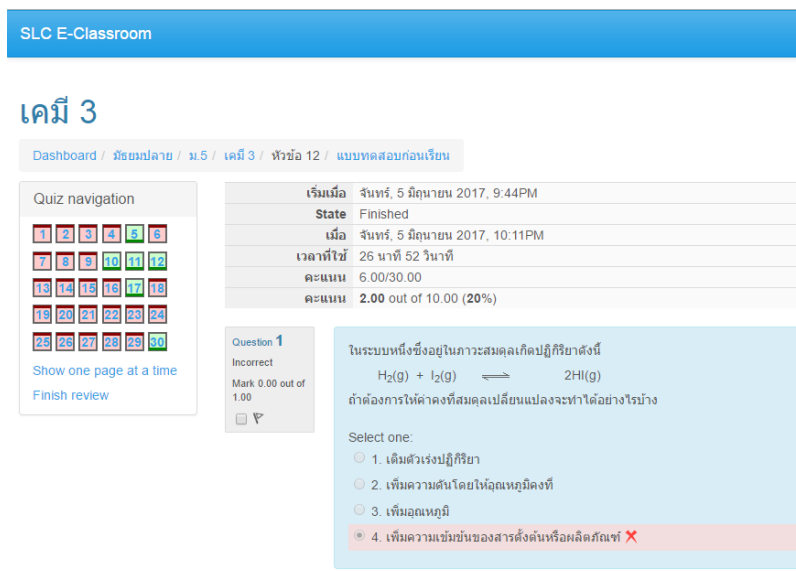 SLC E-Classroom
เคมี 3
Dashboard / มัธยมปลาย / ม.5 / เคมี 3 / หัวข้อ 12 / แบบทดสอบก่อนเรียน
Quiz navigation
1 2 3 4 5 6
7 8 9 10 11 12
13 14 15 16 17 18
19 20 21 22 23 24
25 26 27 28 29 30
Show one page at a time
Finish review
เริ่มเมื่อ จันทร์, 5 มิถุนายน 2017, 9:44PM
State Finished
เมื่อ จันทร์, 5 มิถุนายน 2017, 10:11PM
เวลาที่ใช้ 26 นาที 52 วินาที
คะแนน 6.00/30.00
คะแนน 2.00 out of 10.00 (20%)
Question 1
Incorrect
Mark 0.00 out of
1.00
ในระบบหนึ่งซึ่งอยู่ในภาวะสมดุลเกิดปฏิกิริยาดังนี้
H₂(g) + I₂(g) ⇌ 2HI(g)
ถ้าต้องการให้ค่าคงที่สมดุลเปลี่ยนแปลงจะทำได้อย่างไรบ้าง
Select one:
1. เติมตัวเร่งปฏิกิริยา
2. เพิ่มความดันโดยให้อุณหภูมิคงที่
3. เพิ่มอุณหภูมิ
4. เพิ่มความเข้มข้นของสารตั้งต้นหรือผลิตภัณฑ์